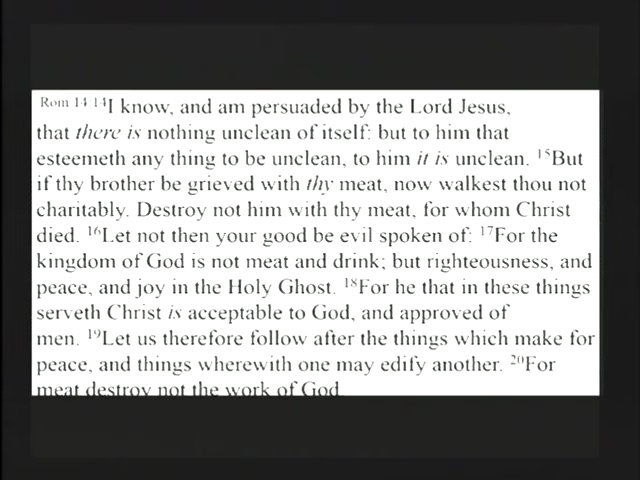 Rom 14:14I know, and am persuaded by the Lord Jesus,
that there is nothing unclean of itself: but to him that
esteemeth any thing to be unclean, to him it is unclean. 15But
if thy brother be grieved with thy meat, now walkest thou not
charitably. Destroy not him with thy meat, for whom Christ
died. 16Let not then your good be evil spoken of: 17For the
kingdom of God is not meat and drink; but righteousness, and
peace, and joy in the Holy Ghost. 18For he that in these things
serveth Christ is acceptable to God, and approved of
men. 19Let us therefore follow after the things which make for
peace, and things wherewith one may edify another. 20For
meat destroy not the work of God